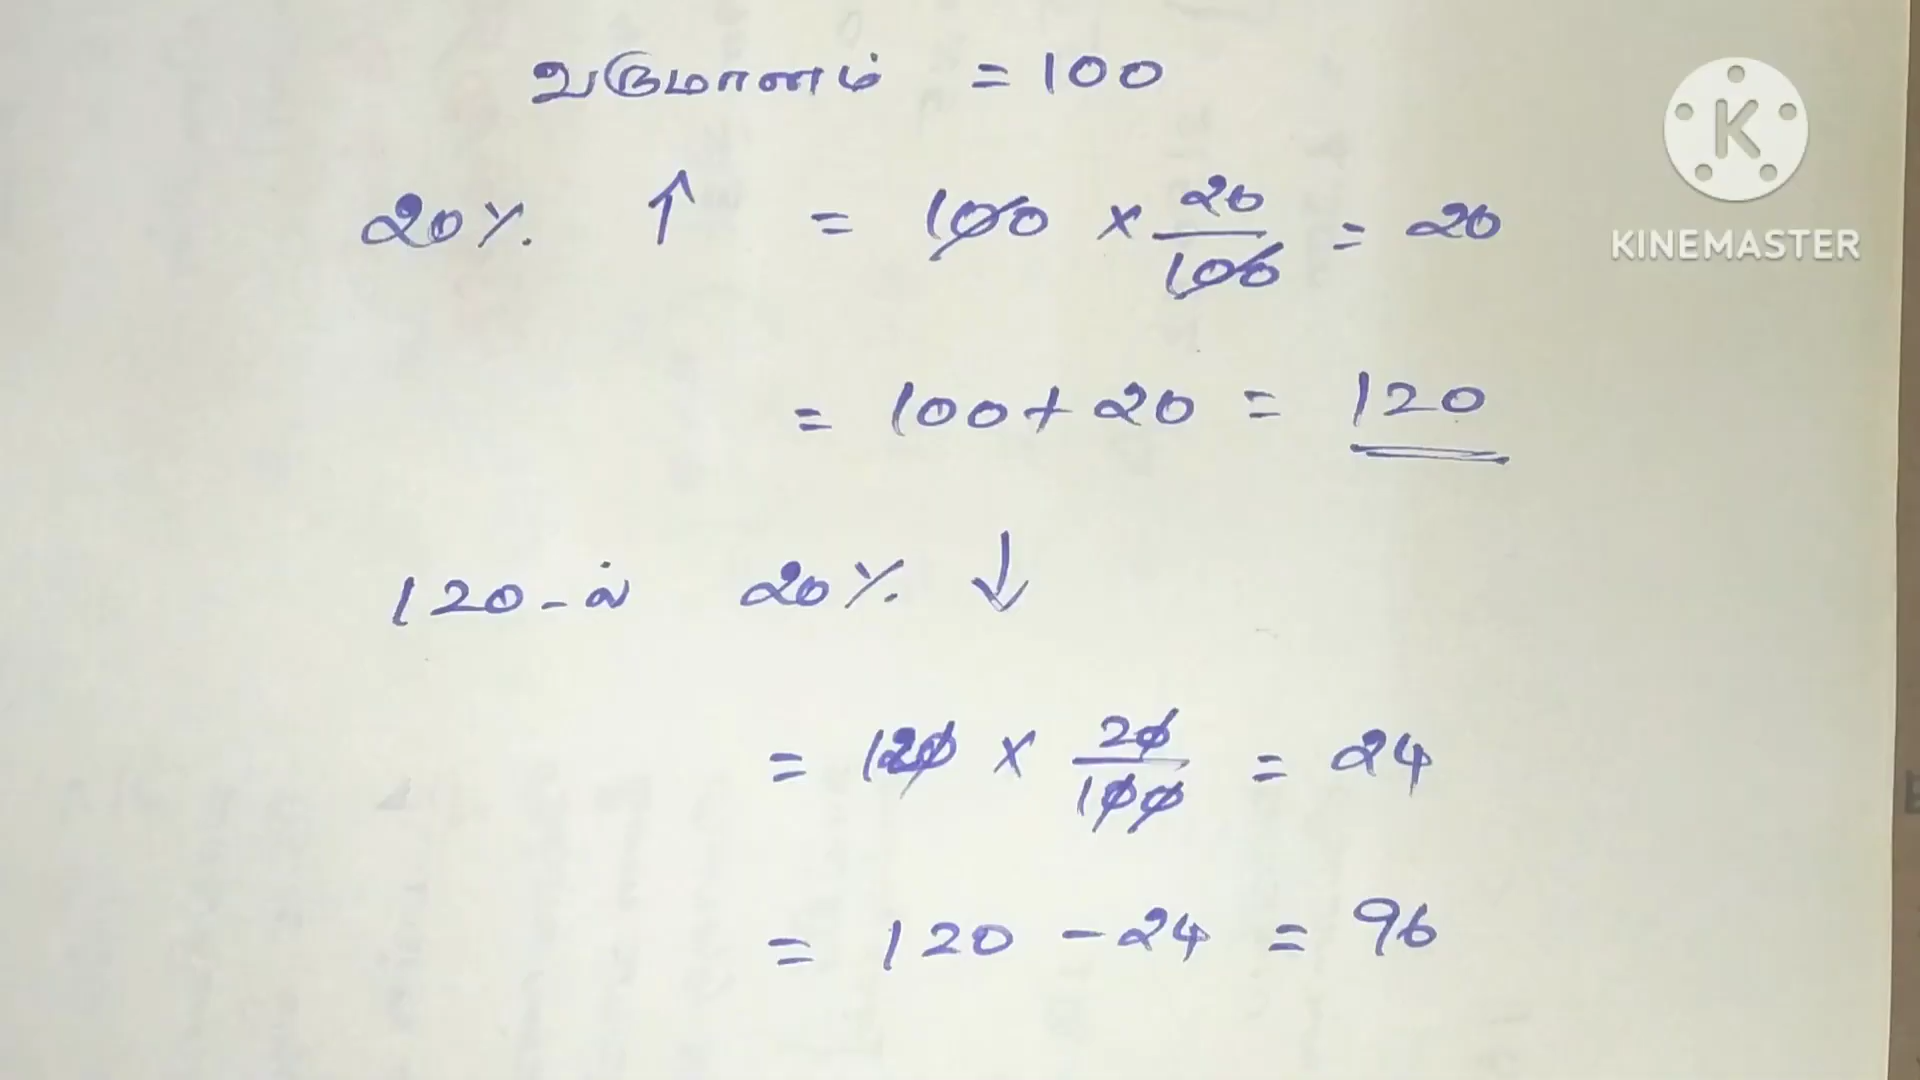 வருமானம் = 100
20% ↑ = 100 × 20/100 = 20
= 100 + 20 = 120
120-ல் 20% ↓
= 120 × 20/100 = 24
= 120 - 24 = 96
K
KINEMASTER